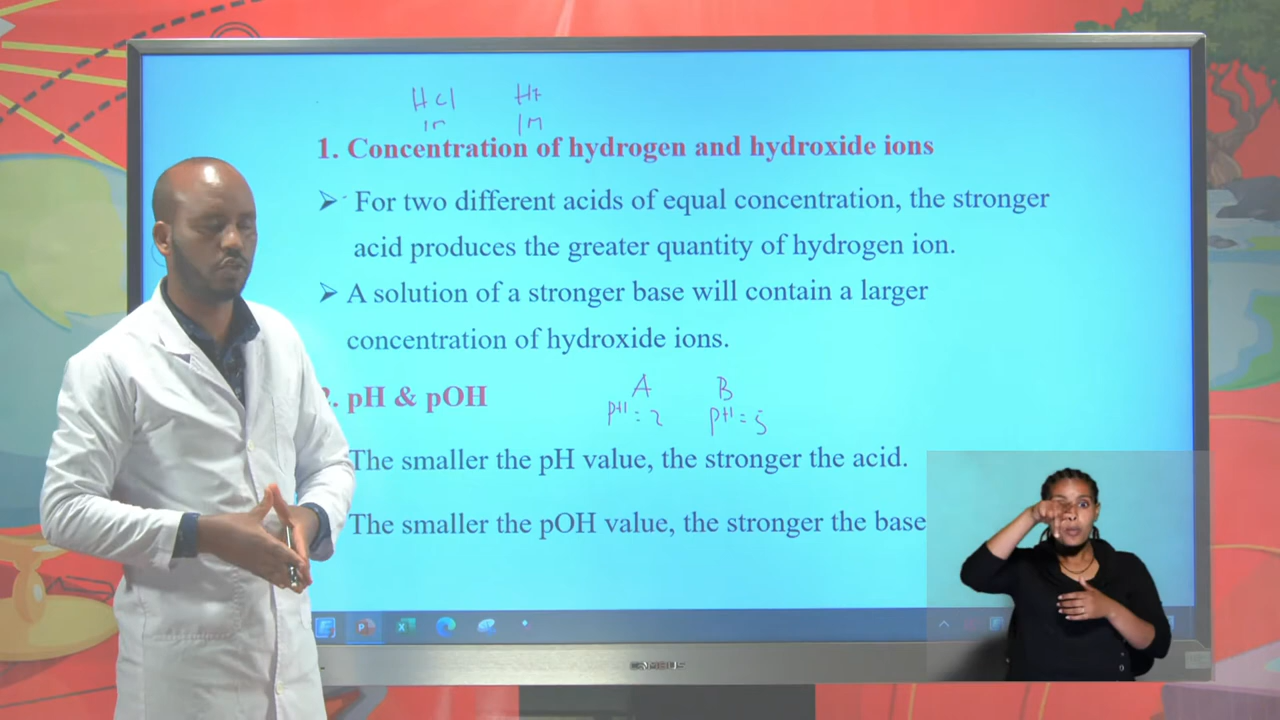 HCl HF
1M 1M
1. Concentration of hydrogen and hydroxide ions
➢ For two different acids of equal concentration, the stronger
acid produces the greater quantity of hydrogen ion.
➢ A solution of a stronger base will contain a larger
concentration of hydroxide ions.
2. pH & pOH
A B
pH = 2 pH = 5
The smaller the pH value, the stronger the acid.
The smaller the pOH value, the stronger the base